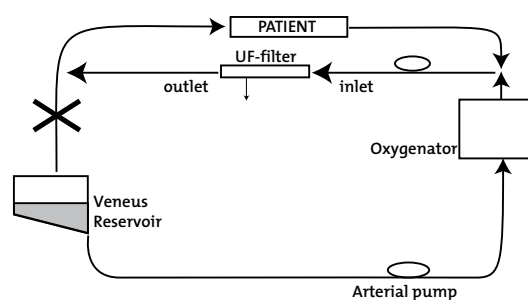 PATIENT
UF-filter
outlet
inlet
Oxygenator
Veneus
Reservoir
Arterial pump